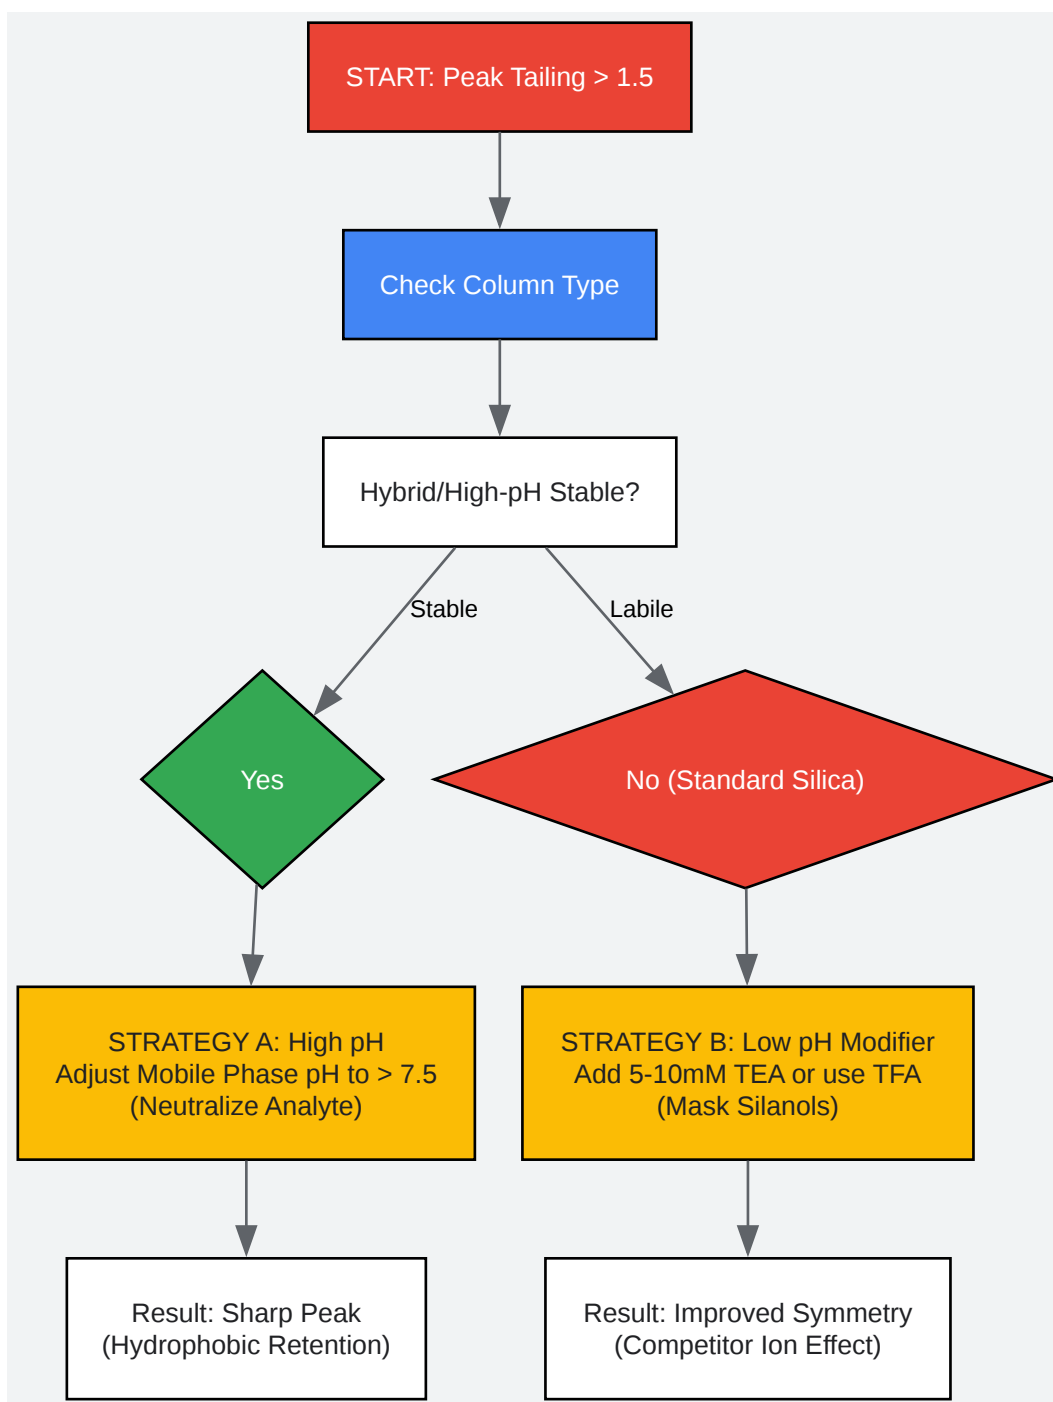 START: Peak Tailing > 1.5
Check Column Type
Hybrid/High-pH Stable?
Stable
Labile
Yes
No (Standard Silica)
STRATEGY A: High pH
Adjust Mobile Phase pH to > 7.5
(Neutralize Analyte)
STRATEGY B: Low pH Modifier
Add 5-10mM TEA or use TFA
(Mask Silanols)
Result: Sharp Peak
(Hydrophobic Retention)
Result: Improved Symmetry
(Competitor Ion Effect)